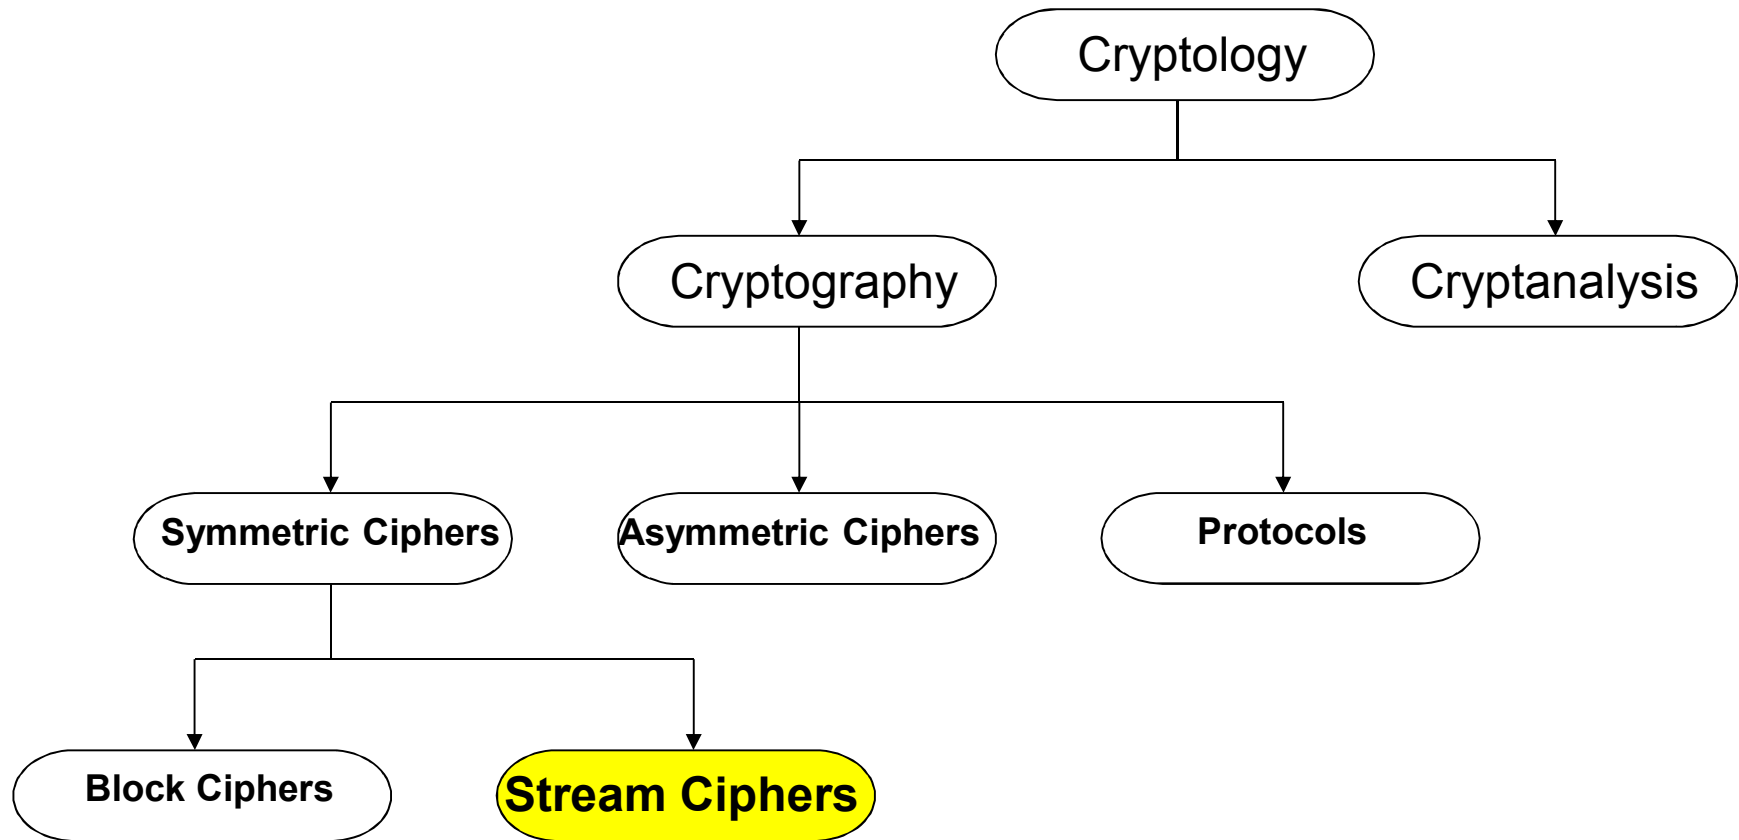 Cryptology
Cryptography
Cryptanalysis
Symmetric Ciphers
Asymmetric Ciphers
Protocols
Block Ciphers
Stream Ciphers